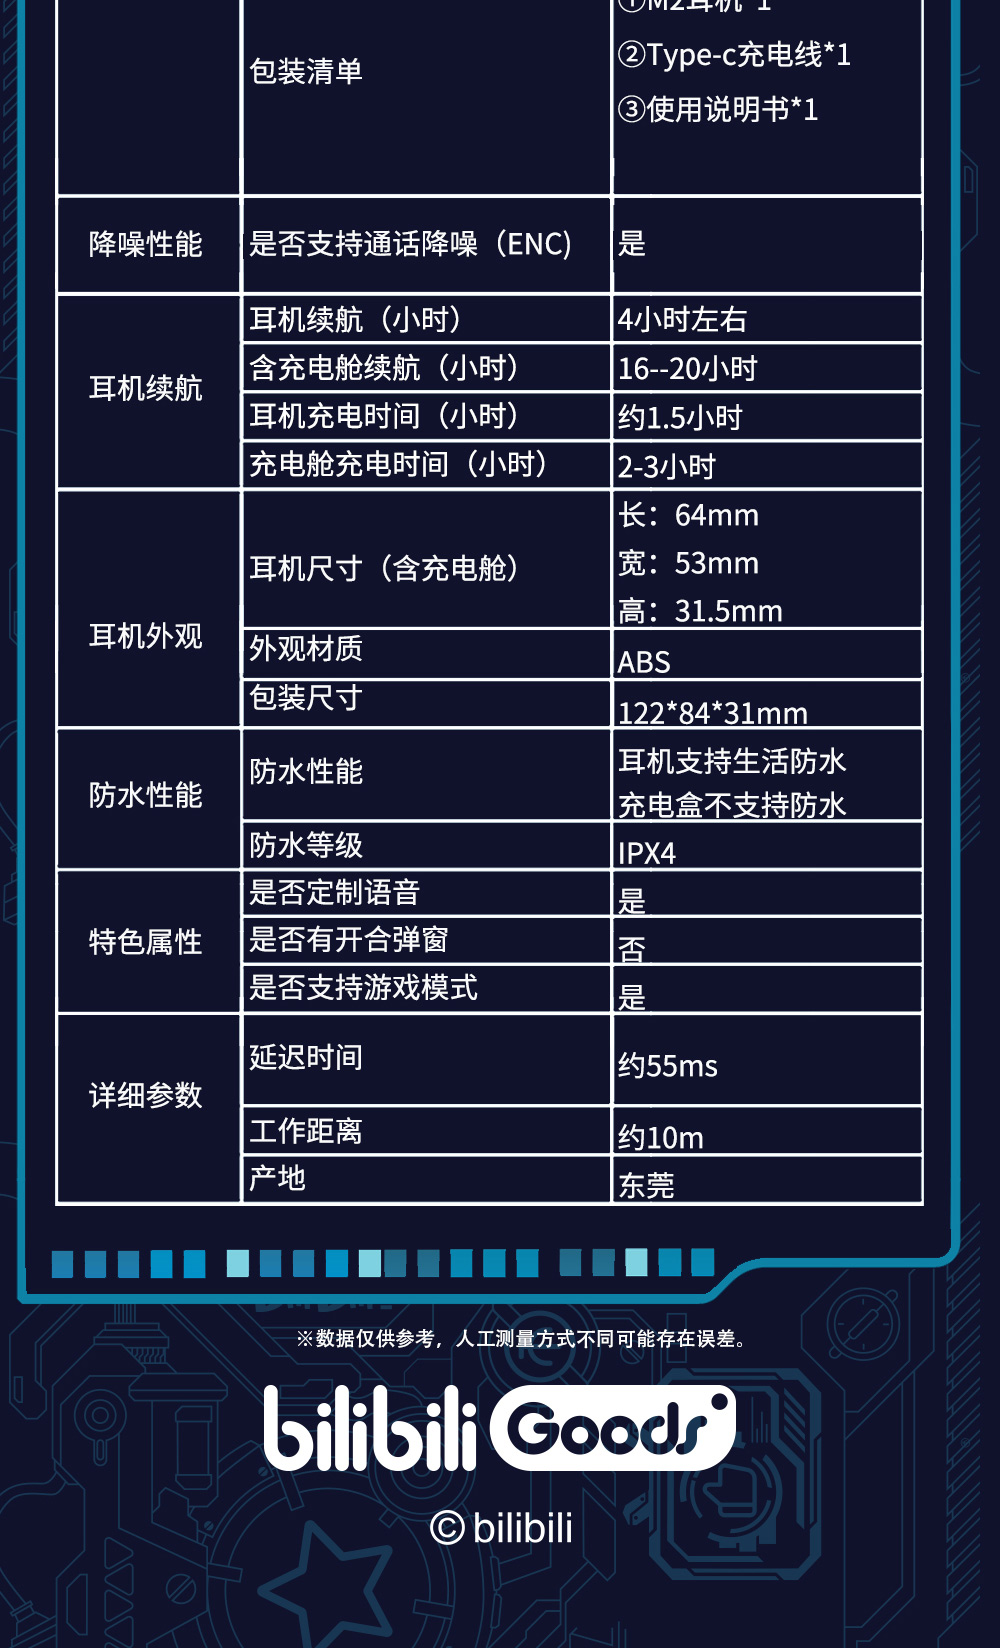 ①M2耳机*1
包装清单
②Type-c充电线*1
③使用说明书*1
降噪性能
是否支持通话降噪（ENC)
是
耳机续航
耳机续航（小时）
4小时左右
含充电舱续航（小时）
16--20小时
耳机充电时间（小时）
约1.5小时
充电舱充电时间（小时）
2-3小时
耳机外观
耳机尺寸（含充电舱）
长：64mm
宽：53mm
高：31.5mm
外观材质
ABS
包装尺寸
122*84*31mm
防水性能
防水性能
耳机支持生活防水
充电盒不支持防水
防水等级
IPX4
特色属性
是否定制语音
是
是否有开合弹窗
否
是否支持游戏模式
是
详细参数
延迟时间
约55ms
工作距离
约10m
产地
东莞
※数据仅供参考，人工测量方式不同可能存在误差。
bilibili Goods
© bilibili